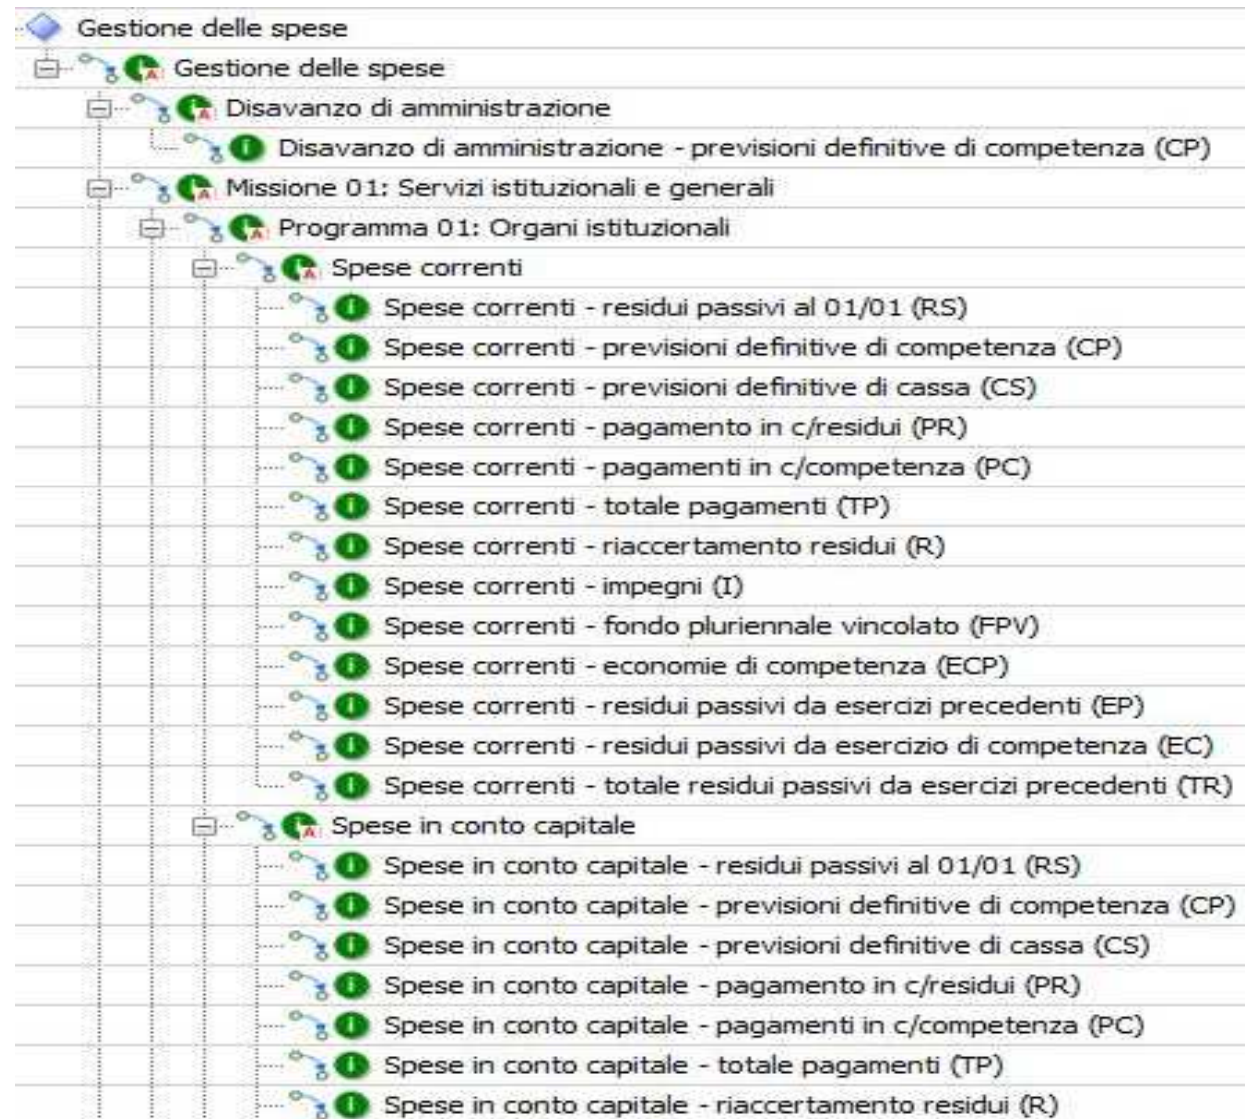 Gestione delle spese
Gestione delle spese
Disavanzo di amministrazione
Disavanzo di amministrazione - previsioni definitive di competenza (CP)
Missione 01: Servizi istituzionali e generali
Programma 01: Organi istituzionali
Spese correnti
Spese correnti - residui passivi al 01/01 (RS)
Spese correnti - previsioni definitive di competenza (CP)
Spese correnti - previsioni definitive di cassa (CS)
Spese correnti - pagamento in c/residui (PR)
Spese correnti - pagamenti in c/competenza (PC)
Spese correnti - totale pagamenti (TP)
Spese correnti - riaccertamento residui (R)
Spese correnti - impegni (I)
Spese correnti - fondo pluriennale vincolato (FPV)
Spese correnti - economie di competenza (ECP)
Spese correnti - residui passivi da esercizi precedenti (EP)
Spese correnti - residui passivi da esercizio di competenza (EC)
Spese correnti - totale residui passivi da esercizi precedenti (TR)
Spese in conto capitale
Spese in conto capitale - residui passivi al 01/01 (RS)
Spese in conto capitale - previsioni definitive di competenza (CP)
Spese in conto capitale - previsioni definitive di cassa (CS)
Spese in conto capitale - pagamento in c/residui (PR)
Spese in conto capitale - pagamenti in c/competenza (PC)
Spese in conto capitale - totale pagamenti (TP)
Spese in conto capitale - riaccertamento residui (R)